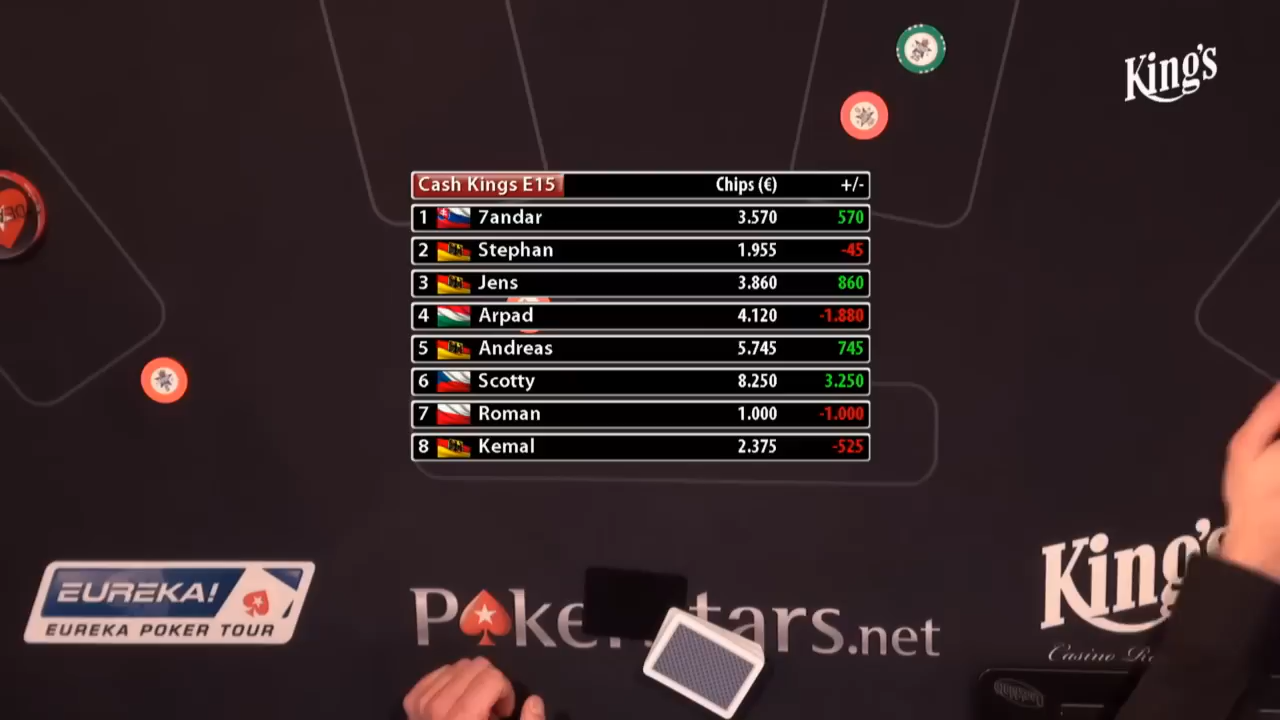 King's
Cash Kings E15 Chips (€) +/-
1 7andar 3.570 570
2 Stephan 1.955 -45
3 Jens 3.860 860
4 Arpad 4.120 -1.880
5 Andreas 5.745 745
6 Scotty 8.250 3.250
7 Roman 1.000 -1.000
8 Kemal 2.375 -525
EUREKA!
EUREKA POKER TOUR
King's
Casino
tars.net